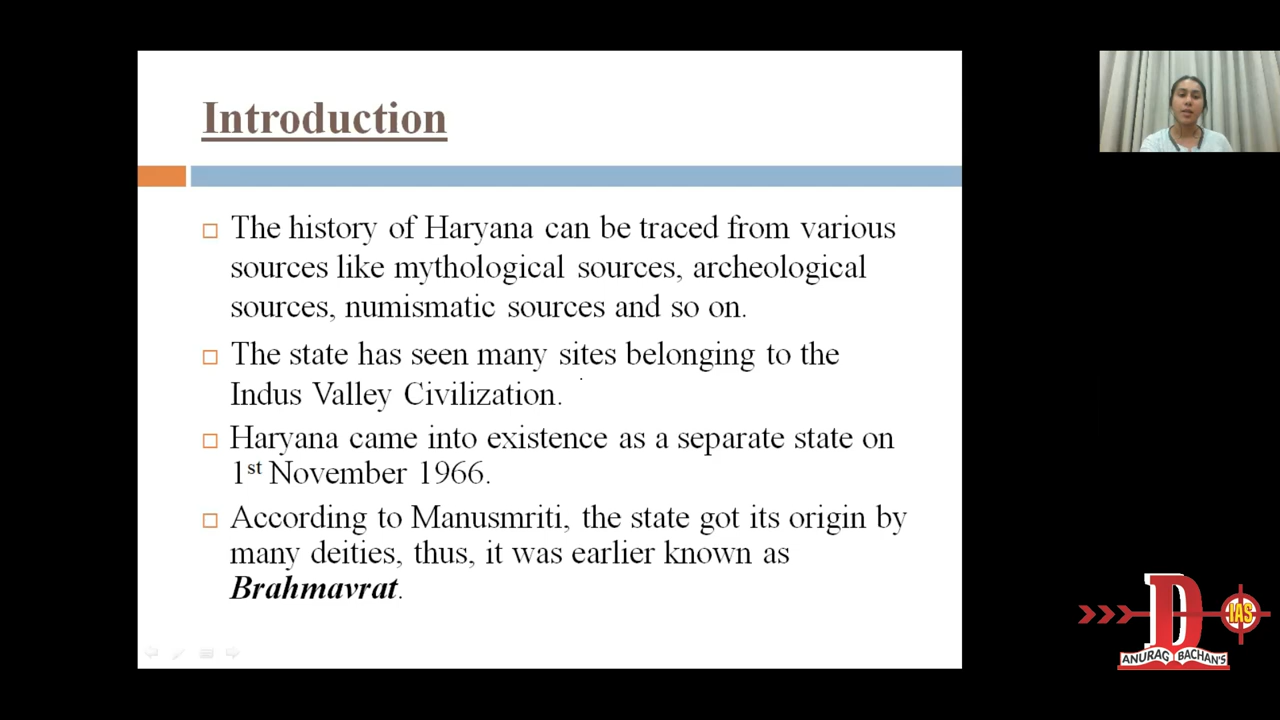 Introduction
The history of Haryana can be traced from various
sources like mythological sources, archeological
sources, numismatic sources and so on.
The state has seen many sites belonging to the
Indus Valley Civilization.
Haryana came into existence as a separate state on
1st November 1966.
According to Manusmriti, the state got its origin by
many deities, thus, it was earlier known as
Brahmavrat.
D
IAS
ANURAG BACHAN'S